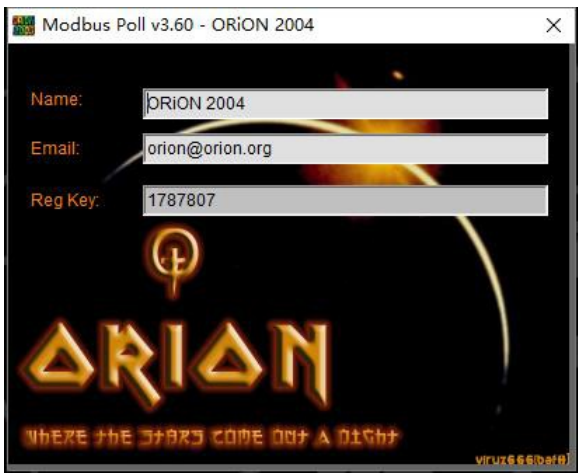 Modbus Poll v3.60 - ORiON 2004
Name:
ORiON 2004
Email:
orion@orion.org
Reg Key:
1787807
ORION
WHERE THE STARS COME OUT A NIGHT